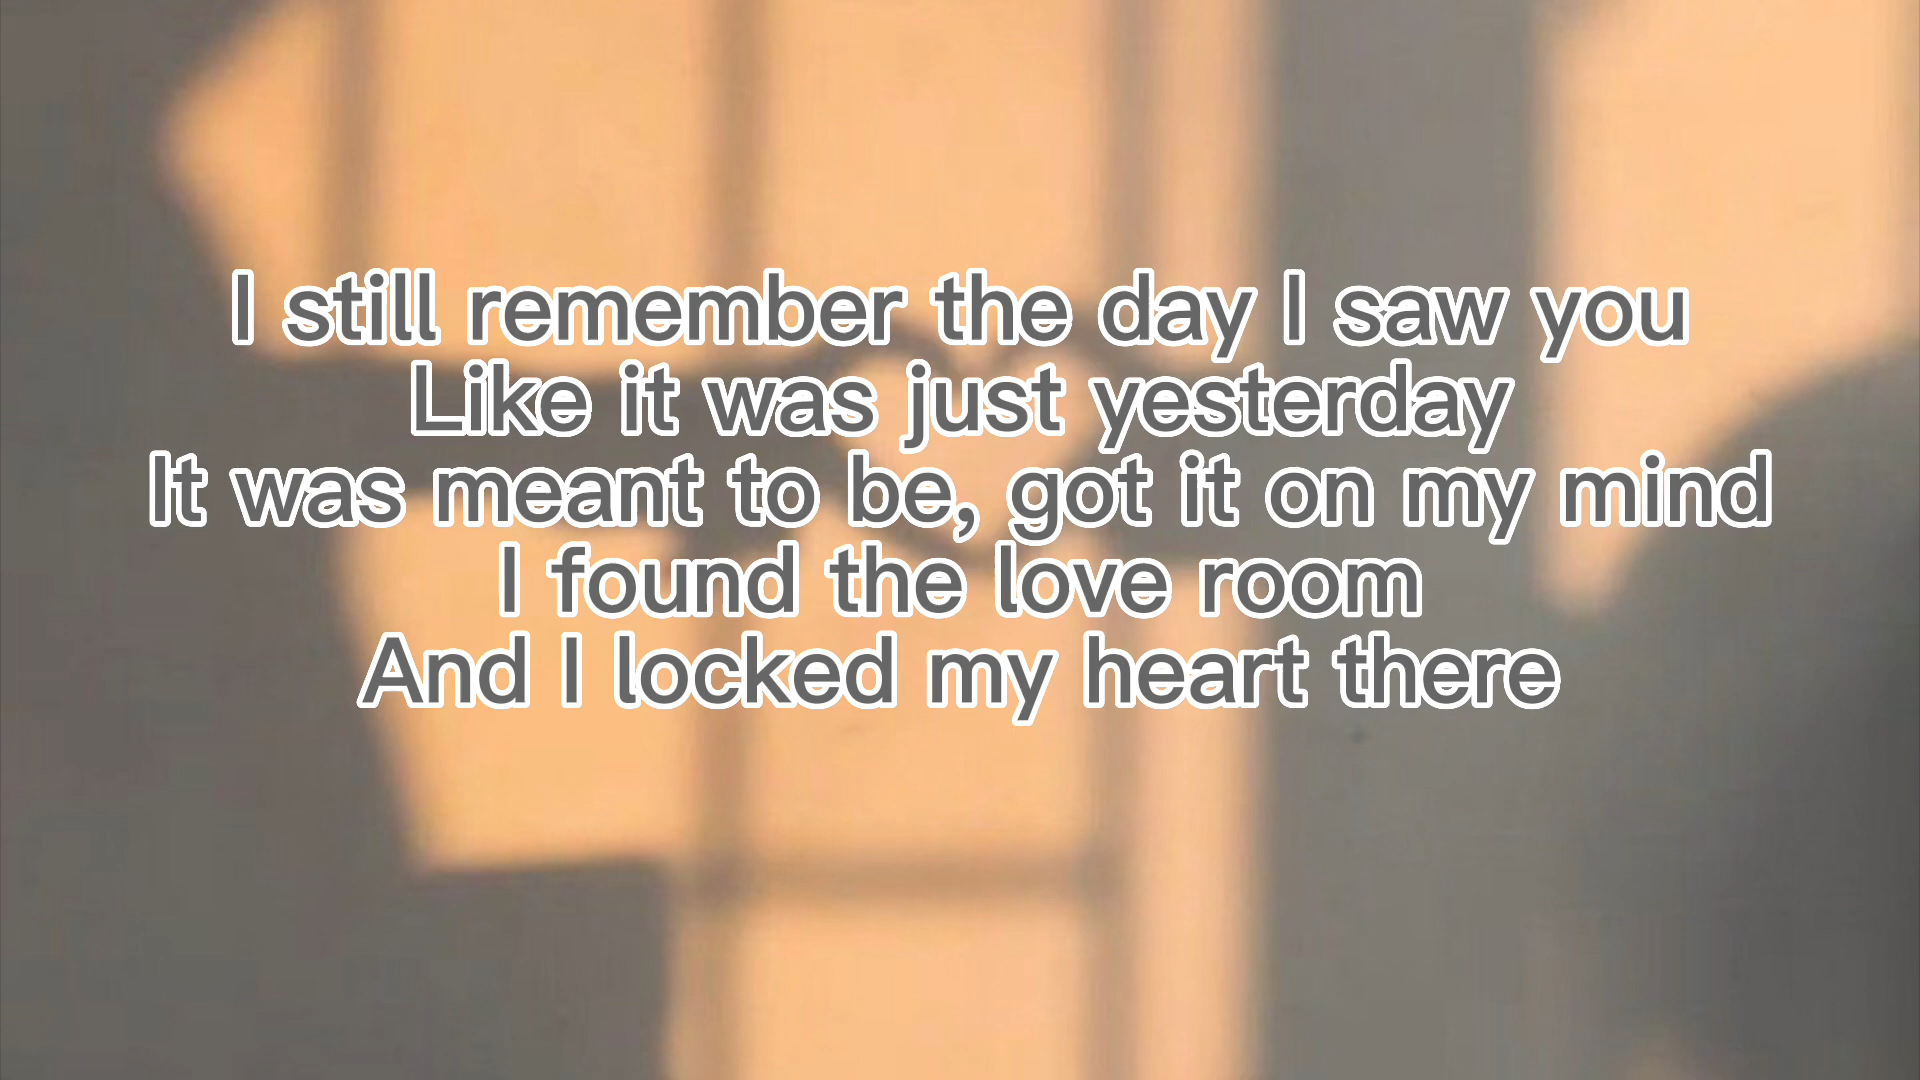 I still remember the day I saw you
Like it was just yesterday
It was meant to be, got it on my mind
I found the love room
And I locked my heart there